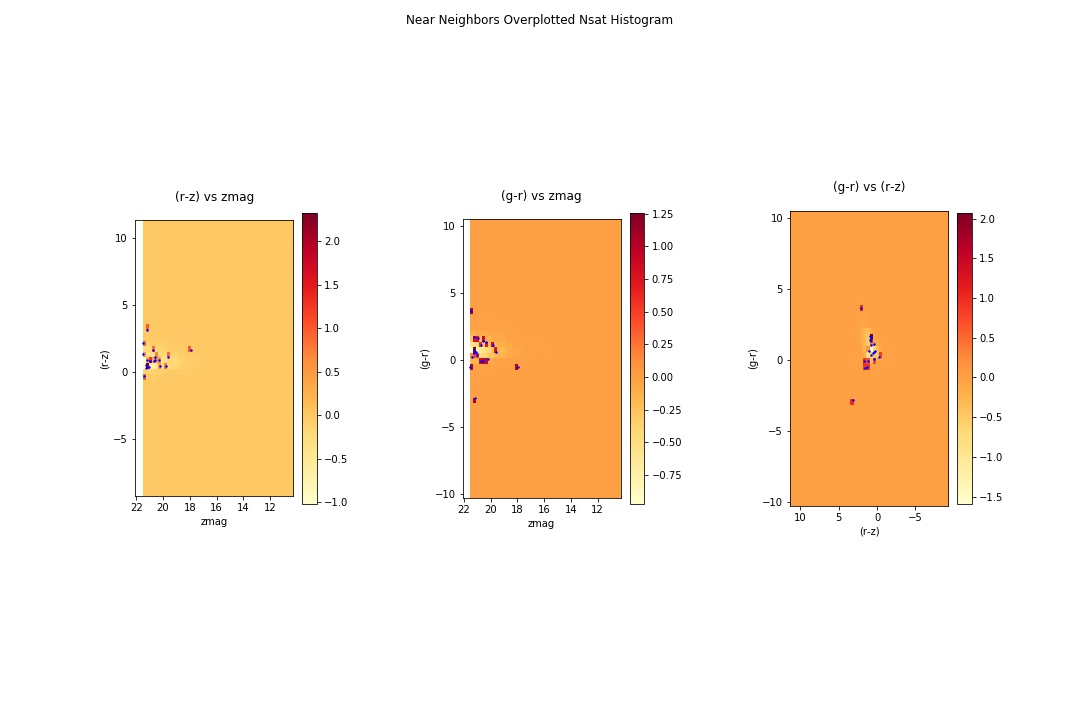 Near Neighbors Overplotted Nsat Histogram
(r-z) vs zmag
(g-r) vs zmag
(g-r) vs (r-z)
(r-z)
10
5
0
−5
22 20 18 16 14 12
zmag
2.0
1.5
1.0
0.5
0.0
−0.5
−1.0
(g-r)
10
5
0
−5
−10
22 20 18 16 14 12
zmag
1.25
1.00
0.75
0.50
0.25
0.00
−0.25
−0.50
−0.75
(g-r)
10
5
0
−5
−10
10 5 0 −5
(r-z)
2.0
1.5
1.0
0.5
0.0
−0.5
−1.0
−1.5